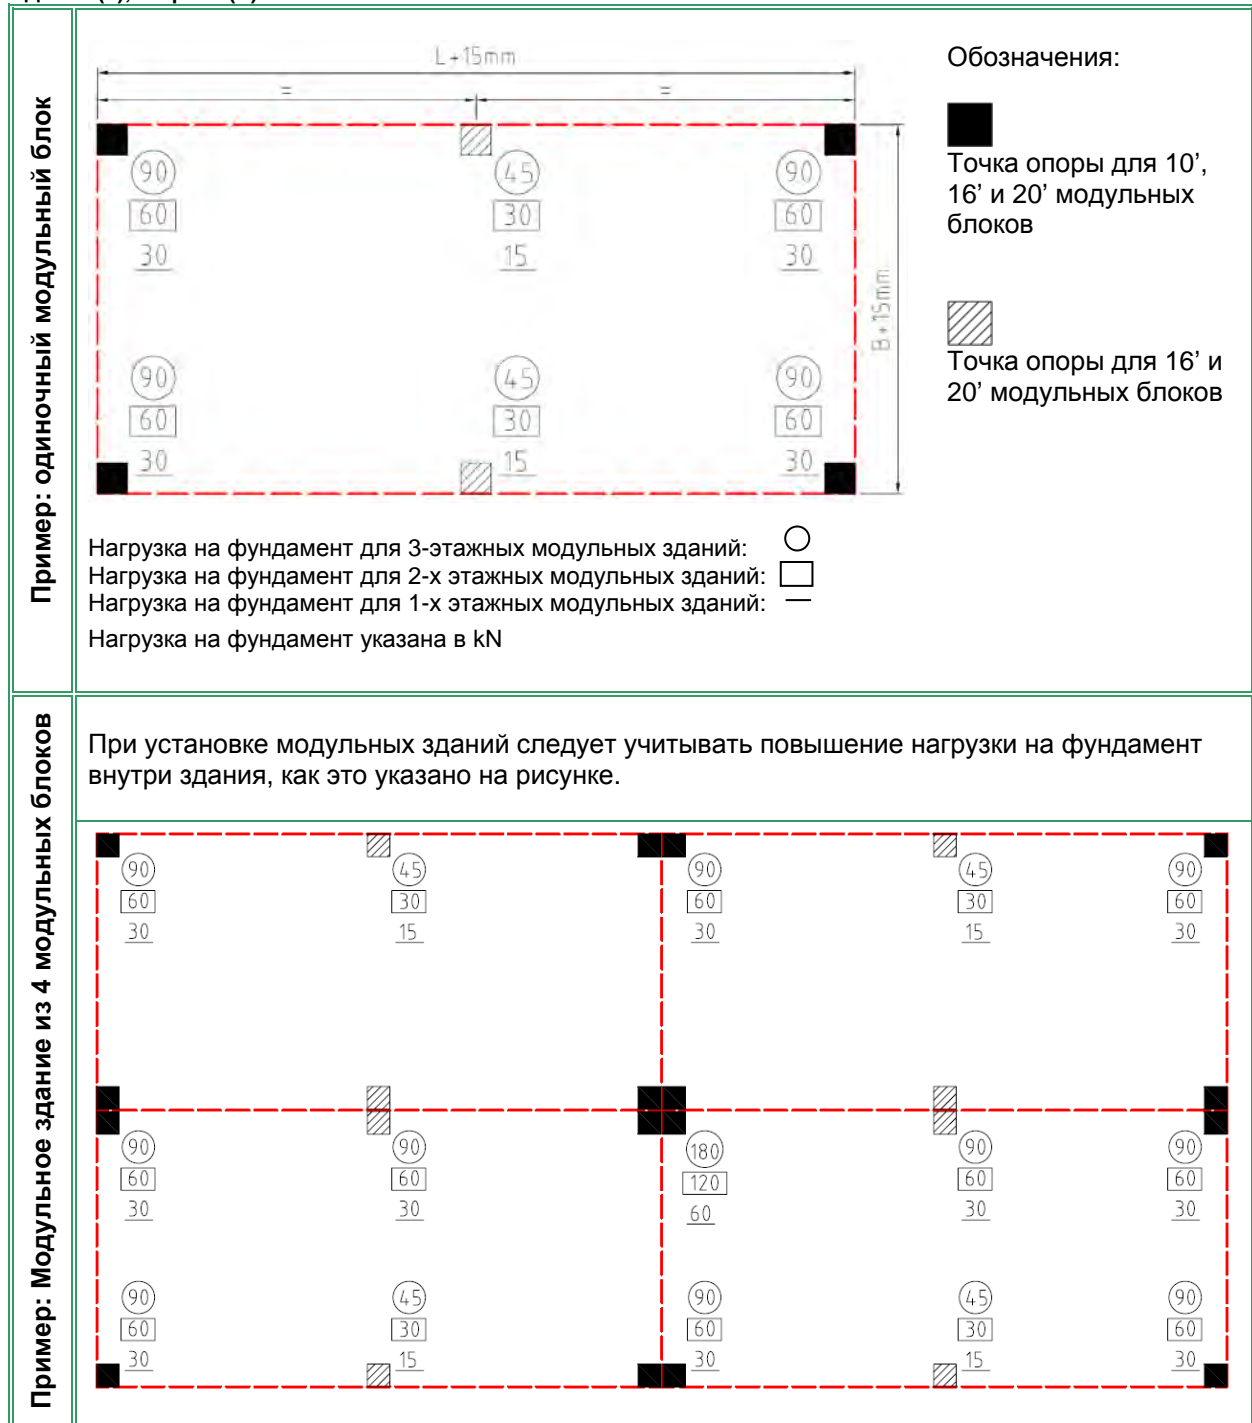 Пример: одиночный модульный блок
L+15mm
= =
90 45 90
60 30 60
30 15 30
B+15mm
90 45 90
60 30 60
30 15 30
Обозначения:
Точка опоры для 10’,
16’ и 20’ модульных
блоков
Точка опоры для 16’ и
20’ модульных блоков
Нагрузка на фундамент для 3-этажных модульных зданий:
Нагрузка на фундамент для 2-х этажных модульных зданий:
Нагрузка на фундамент для 1-х этажных модульных зданий:
Нагрузка на фундамент указана в kN
Пример: Модульное здание из 4 модульных блоков
При установке модульных зданий следует учитывать повышение нагрузки на фундамент
внутри здания, как это указано на рисунке.
90 45 90 45 90
60 30 60 30 60
30 15 30 15 30
90 90 180 90 90
60 60 120 60 60
30 30 60 30 30
90 45 90 45 90
60 30 60 30 60
30 15 30 15 30